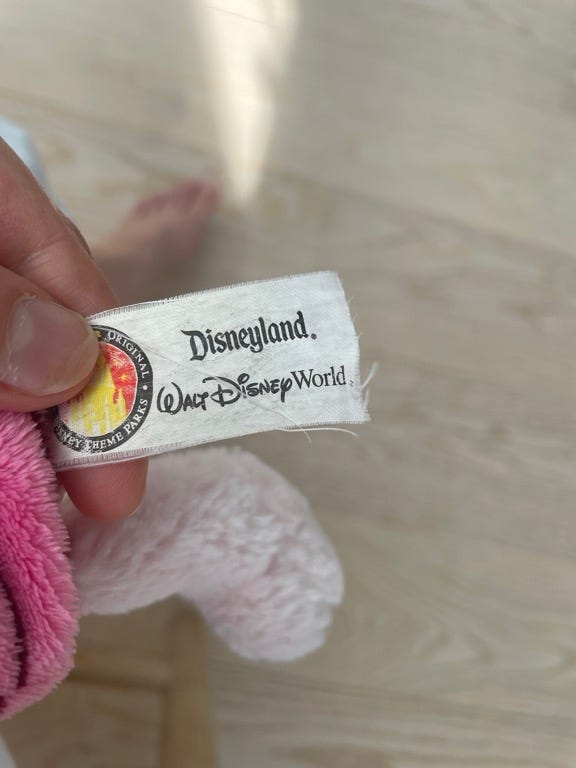 ORIGINAL
NEY THEME PARKS
Disneyland®
WALT DISNEY World®